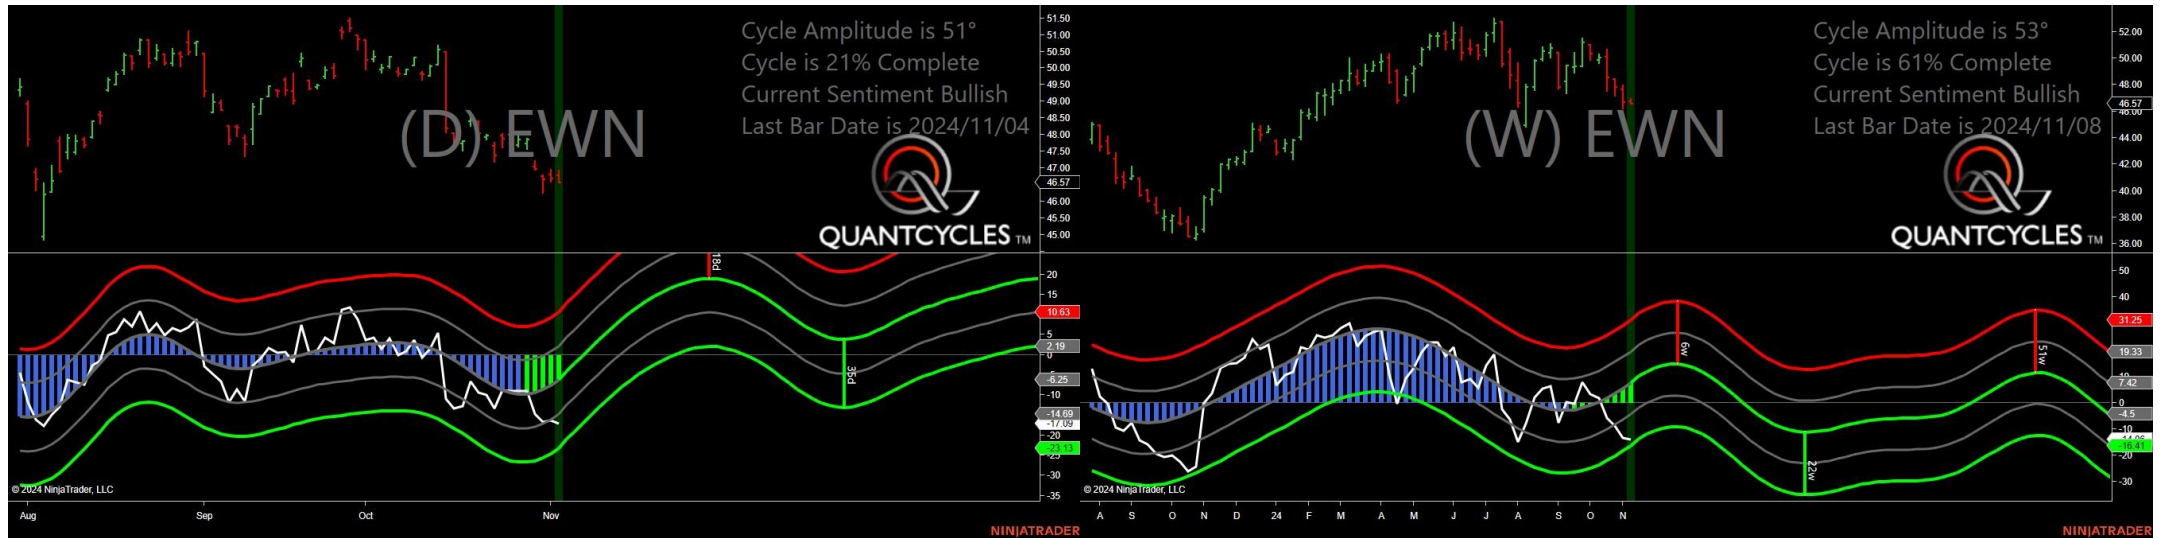 Cycle Amplitude is 51°
Cycle is 21% Complete
Current Sentiment Bullish
Last Bar Date is 2024/11/04
(D) EWN
QUANTCYCLES TM
51.50
51.00
50.50
50.00
49.50
49.00
48.50
48.00
47.50
47.00
46.57
46.00
45.50
45.00
18d
35d
20
15
10.63
5
2.19
0
-6.25
-10
-14.69
-17.09
-20
-23.13
-25
-30
-35
© 2024 NinjaTrader, LLC
Aug Sep Oct Nov
NINJATRADER
Cycle Amplitude is 53°
Cycle is 61% Complete
Current Sentiment Bullish
Last Bar Date is 2024/11/08
(W) EWN
QUANTCYCLES TM
52.00
50.00
48.00
46.57
46.00
44.00
42.00
40.00
38.00
36.00
6w
22w
51w
50
40
31.25
19.33
10
7.42
0
-4.5
-10
-16.41
-20
-30
© 2024 NinjaTrader, LLC
A S O N D 24 F M A M J J A S O N
NINJATRADER